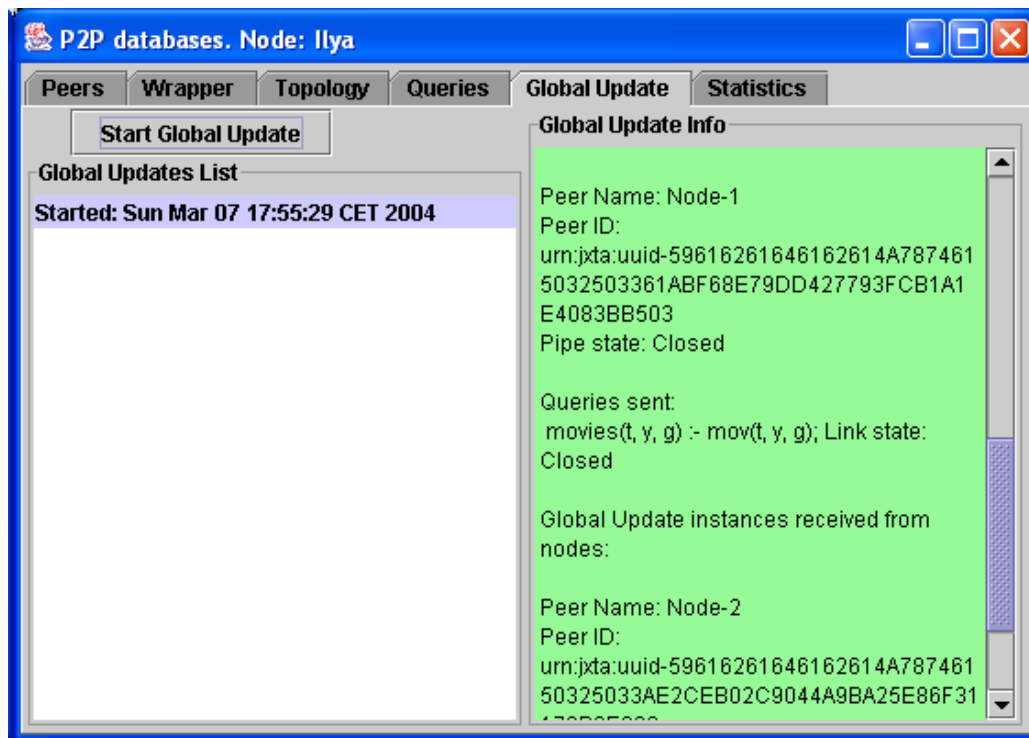 P2P databases. Node: Ilya
Peers Wrapper Topology Queries Global Update Statistics
Start Global Update
Global Updates List
Started: Sun Mar 07 17:55:29 CET 2004
Global Update Info
Peer Name: Node-1
Peer ID:
urn:jxta:uuid-59616261646162614A787461
5032503361ABF68E79DD427793FCB1A1
E4083BB503
Pipe state: Closed
Queries sent:
movies(t, y, g) :- mov(t, y, g); Link state:
Closed
Global Update instances received from
nodes:
Peer Name: Node-2
Peer ID:
urn:jxta:uuid-59616261646162614A787461
50325033AE2CEB02C9044A9BA25E86F31